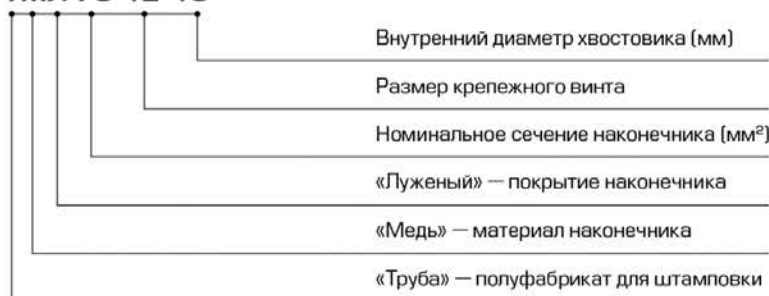 Внутренний диаметр хвостовика (мм)
Размер крепежного винта
Номинальное сечение наконечника (мм²)
«Луженый» — покрытие наконечника
«Медь» — материал наконечника
«Труба» — полуфабрикат для штамповки